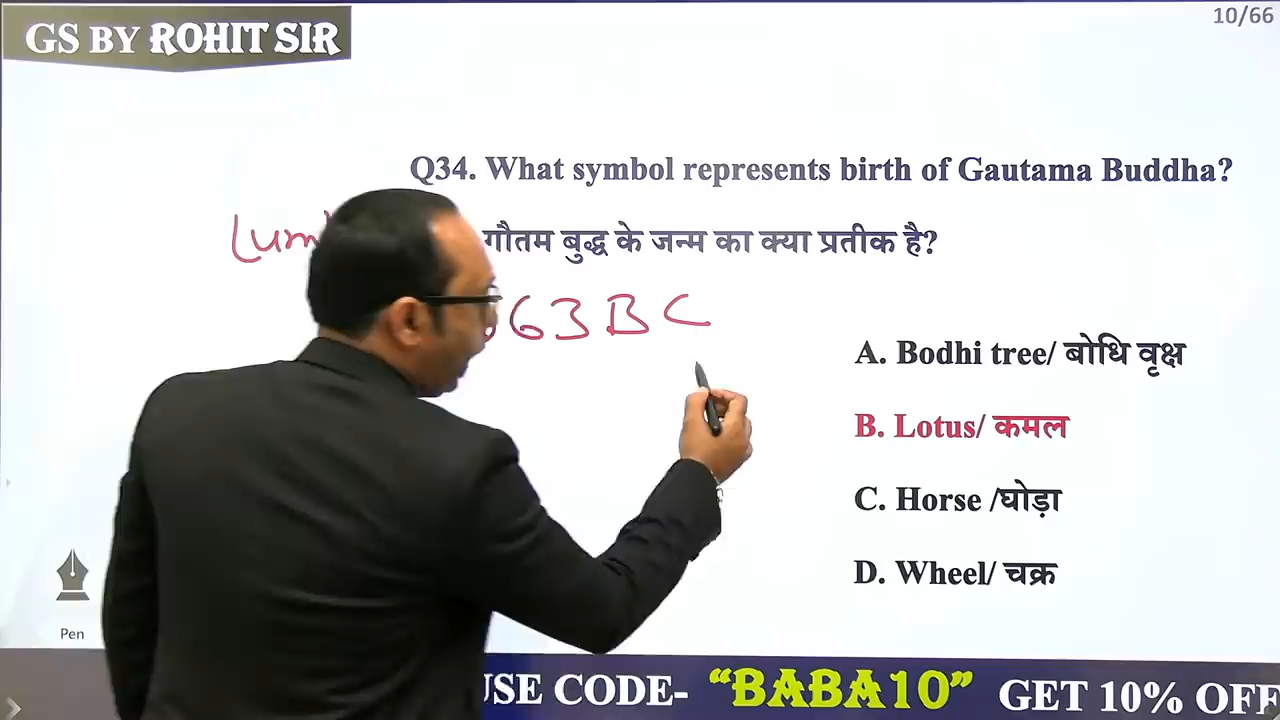 GS BY ROHIT SIR
10/66
Q34. What symbol represents birth of Gautama Buddha?
गौतम बुद्ध के जन्म का क्या प्रतीक है?
63 BC
A. Bodhi tree/ बोधि वृक्ष
B. Lotus/ कमल
C. Horse /घोड़ा
D. Wheel/ चक्र
Pen
USE CODE- “BABA10” GET 10% OFF